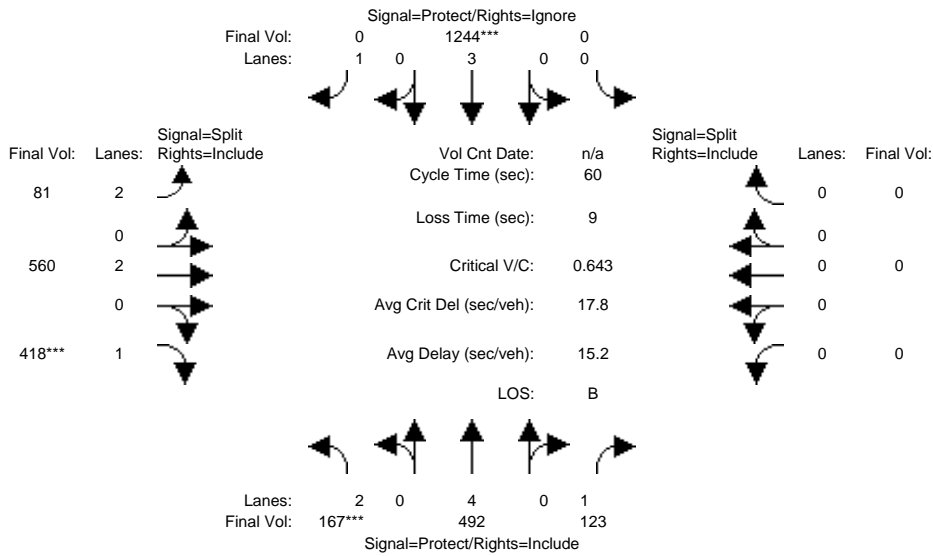 Signal=Protect/Rights=Ignore
Final Vol: 0 1244*** 0
Lanes: 1 0 3 0 0
Signal=Split
Final Vol: Lanes: Rights=Include
Vol Cnt Date: n/a
Signal=Split
Rights=Include Lanes: Final Vol:
Cycle Time (sec): 60
81 2
0 0
Loss Time (sec): 9
0
0
560 2
Critical V/C: 0.643
0 0
0
Avg Crit Del (sec/veh): 17.8
0
418*** 1
Avg Delay (sec/veh): 15.2
0 0
LOS: B
Lanes: 2 0 4 0 1
Final Vol: 167*** 492 123
Signal=Protect/Rights=Include